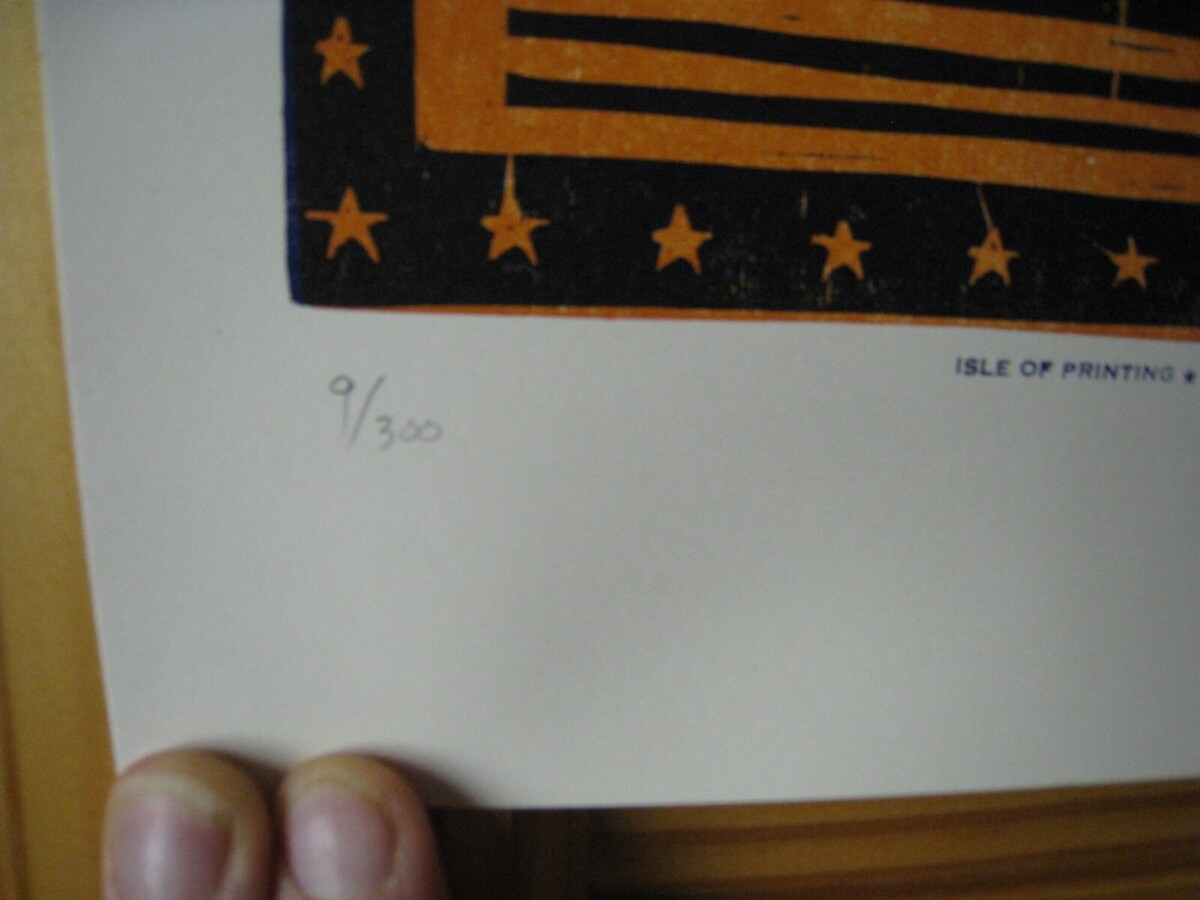 9/300
ISLE OF PRINTING ★